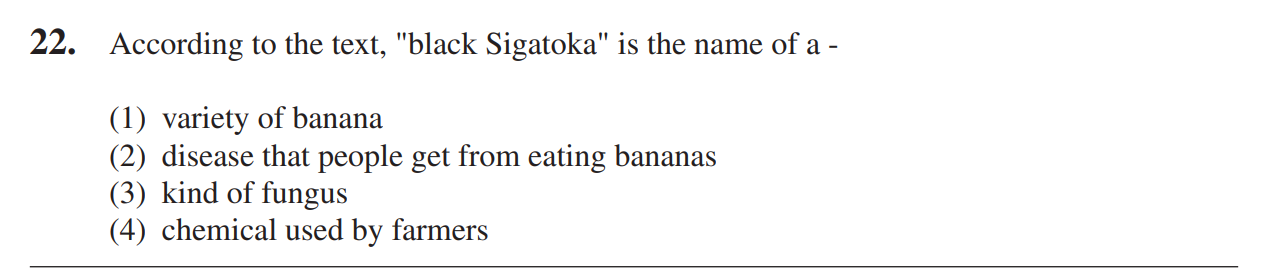 22. According to the text, "black Sigatoka" is the name of a -
(1) variety of banana
(2) disease that people get from eating bananas
(3) kind of fungus
(4) chemical used by farmers